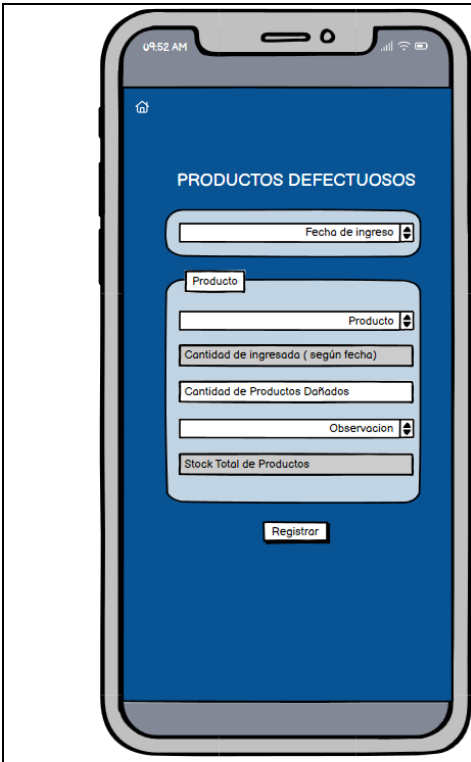 09:52 AM
PRODUCTOS DEFECTUOSOS
Fecha de ingreso
Producto
Producto
Cantidad de ingresada ( según fecha)
Cantidad de Productos Dañados
Observacion
Stock Total de Productos
Registrar